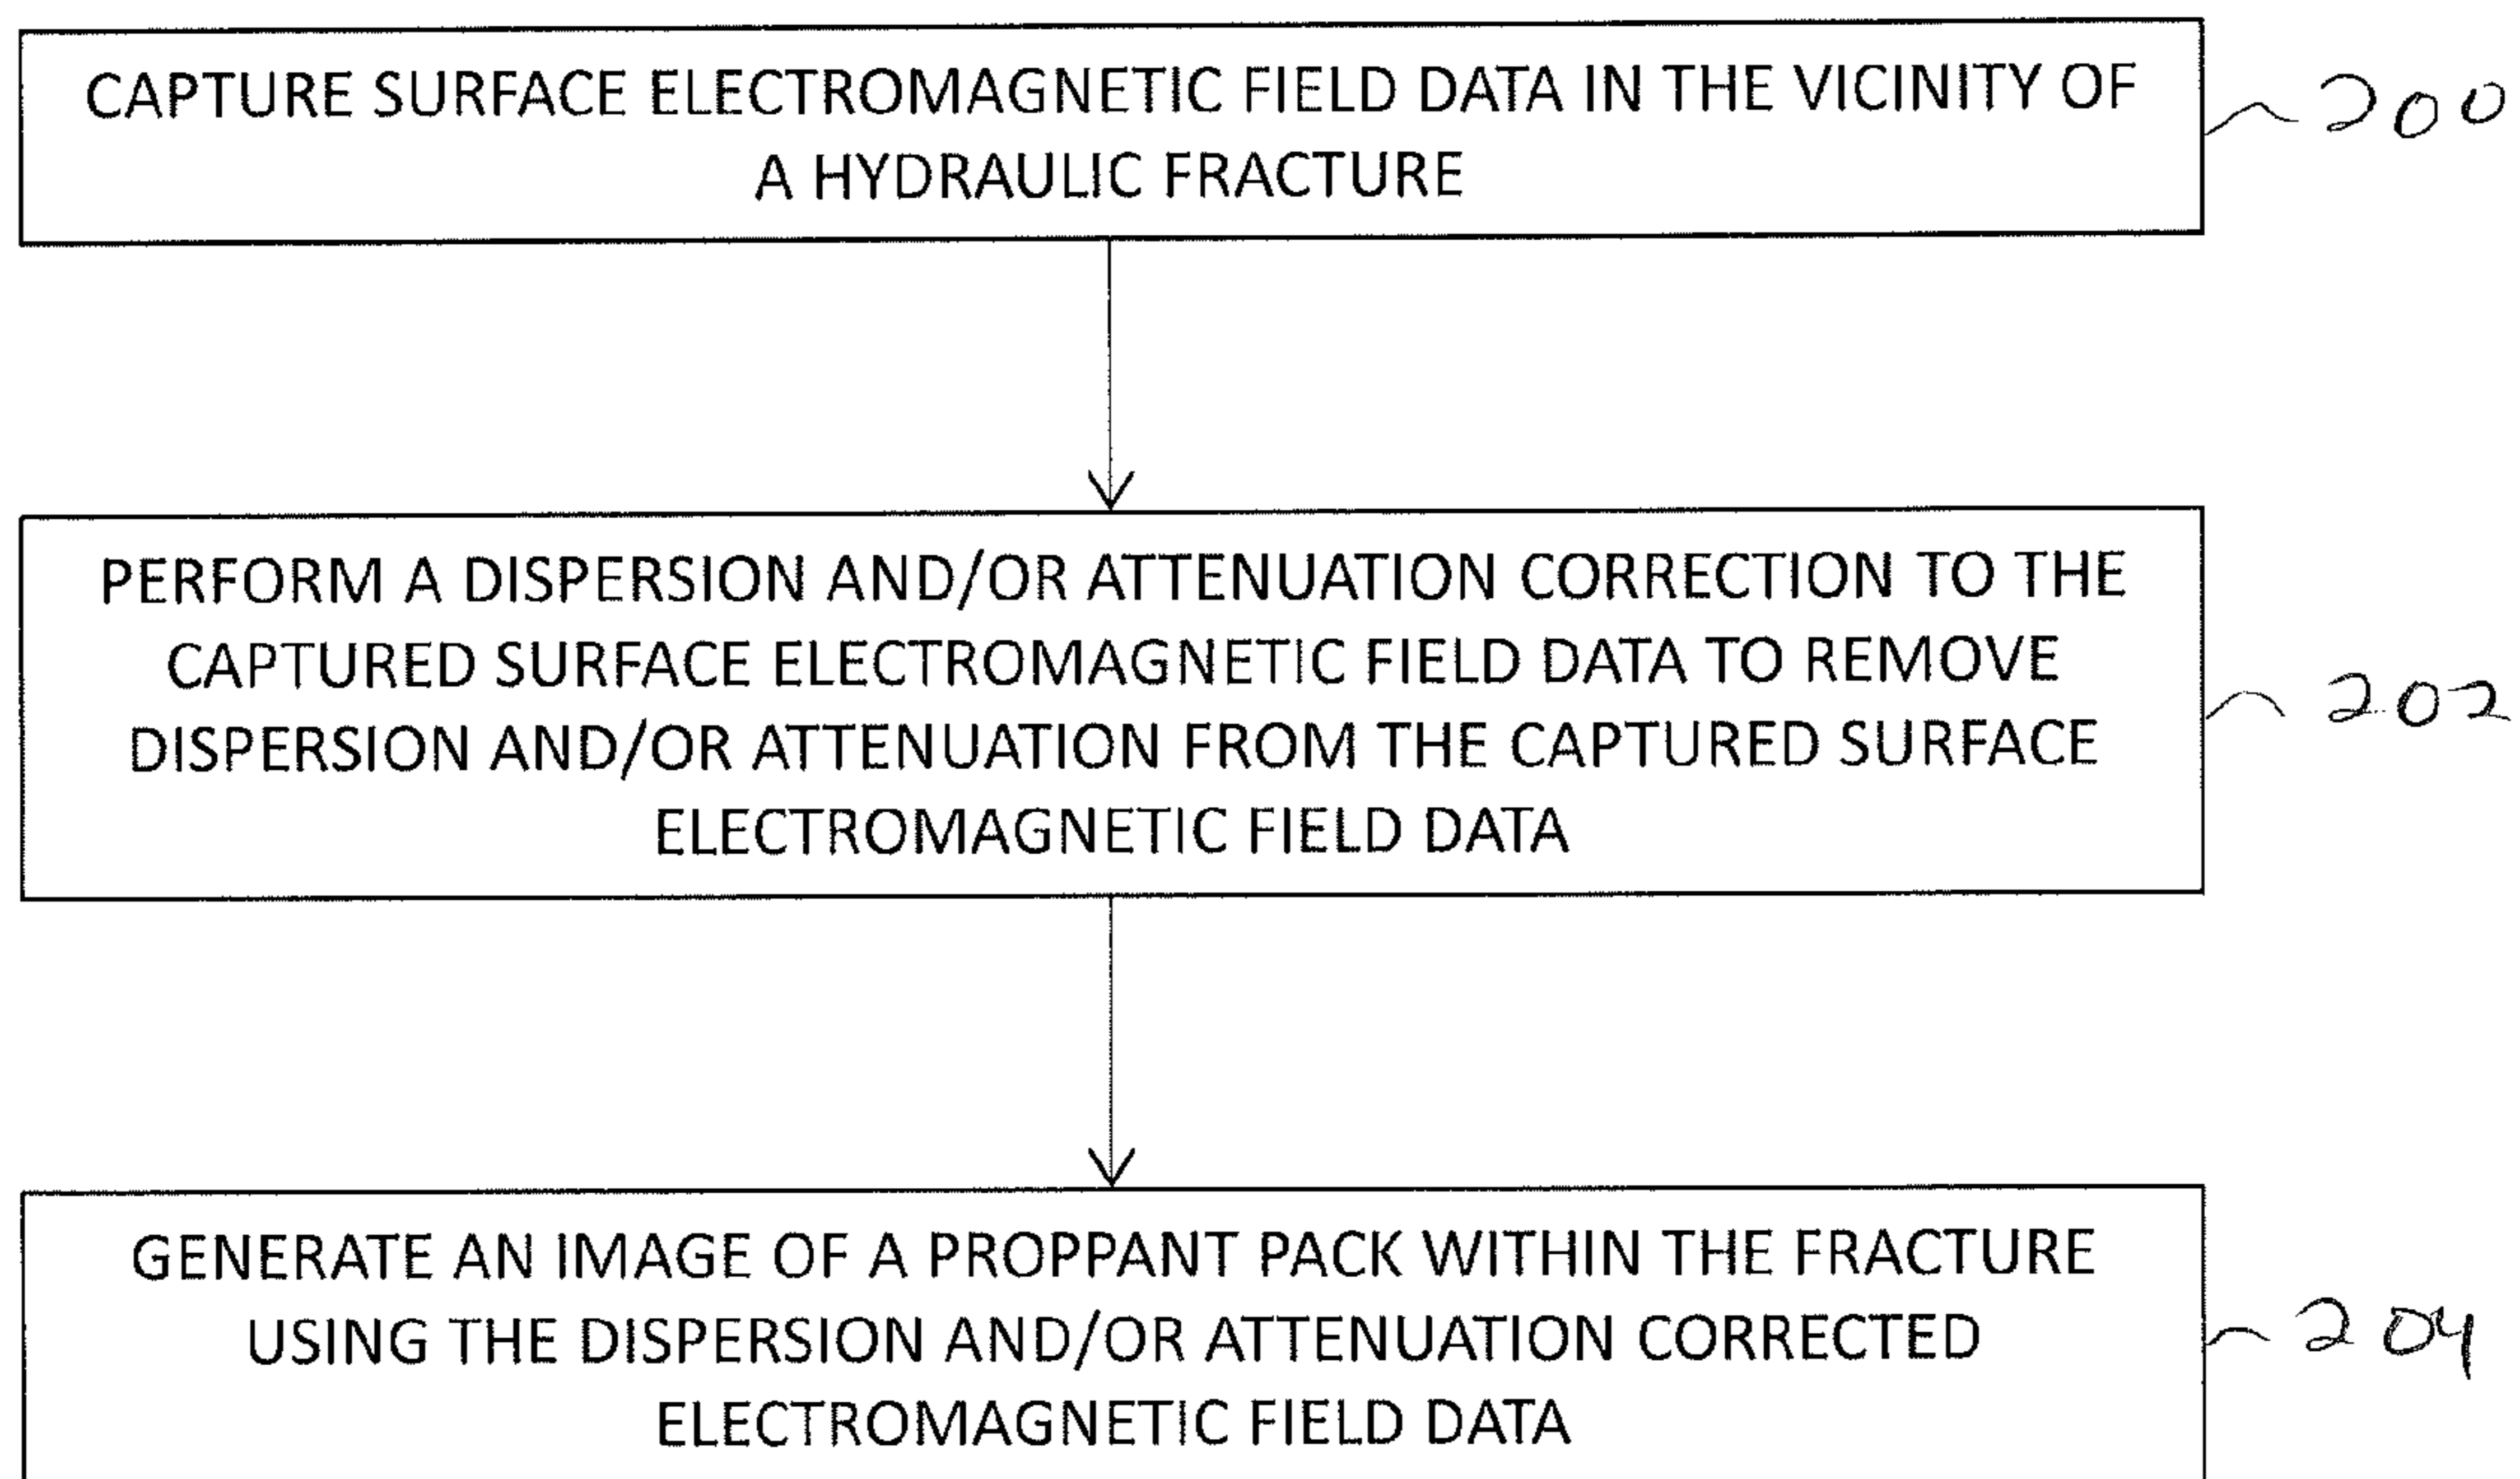 CAPTURE SURFACE ELECTROMAGNETIC FIELD DATA IN THE VICINITY OF
A HYDRAULIC FRACTURE
200
PERFORM A DISPERSION AND/OR ATTENUATION CORRECTION TO THE
CAPTURED SURFACE ELECTROMAGNETIC FIELD DATA TO REMOVE
DISPERSION AND/OR ATTENUATION FROM THE CAPTURED SURFACE
ELECTROMAGNETIC FIELD DATA
202
GENERATE AN IMAGE OF A PROPPANT PACK WITHIN THE FRACTURE
USING THE DISPERSION AND/OR ATTENUATION CORRECTED
ELECTROMAGNETIC FIELD DATA
204